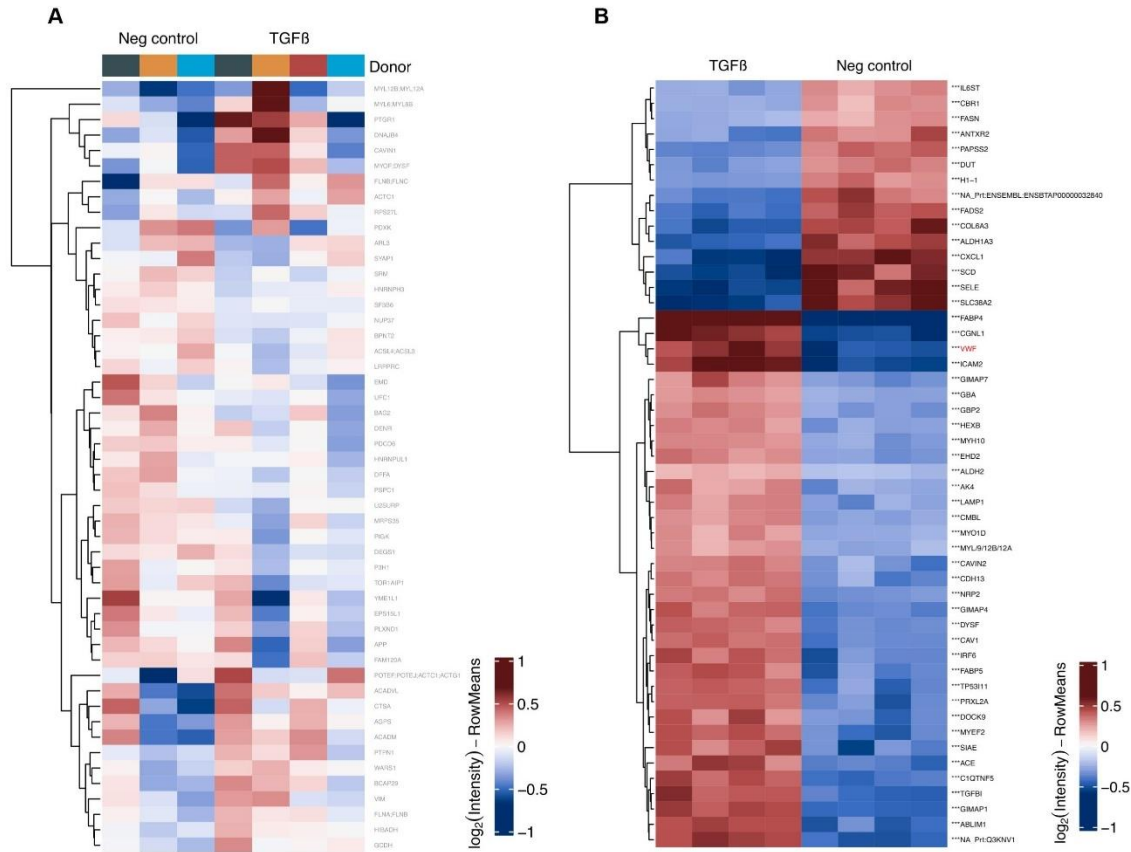 A
Neg control TGFß
Donor
MYL12B;MYL12A
MYL6;MYL6B
PTGR1
DNAJB4
CAVIN1
MYOF;DYSF
FLNB;FLNC
ACTC1
RPS27L
PDXK
ARL3
SYAP1
SRM
HNRNPH3
SF3B6
NUP37
BPNT2
ACSL4;ACSL3
LRPPRC
EMD
UFC1
BSG2
DENR
PDCD6
HNRNPUL1
DFFA
PSPC1
U2SURP
MRPS36
PIGA
DEGS1
P3H1
TOR1AIP1
YME1L1
EPS15L1
PLXND1
APP
FAM120A
POTEF;POTEJ;ACTC1;ACTG1
ACADVL
CTSA
AGPS
ACADM
PTPN1
WARS1
BCAP29
VIM
FLNA;FLNB
HIBADH
GCDH
1
0.5
0
−0.5
−1
log2(Intensity) − RowMeans
B
TGFß Neg control
***IL6ST
***CBR1
***FASN
***ANTXR2
***PAPSS2
***DUT
***H1−1
***NA_Prt:ENSEMBL:ENSBTAP00000032840
***FADS2
***COL6A3
***ALDH1A3
***CXCL1
***SCD
***SELE
***SLC38A2
***FABP4
***CGNL1
***VWF
***ICAM2
***GIMAP7
***GBA
***GBP2
***HEXB
***MYH10
***EHD2
***ALDH2
***AK4
***LAMP1
***CMBL
***MYO1D
***MYL/9/12B/12A
***CAVIN2
***CDH13
***NRP2
***GIMAP4
***DYSF
***CAV1
***IRF6
***FABP5
***TP53I11
***PRXL2A
***DOCK9
***MYEF2
***SIAE
***ACE
***C1QTNF5
***TGFBI
***GIMAP1
***ABLIM1
***NA_Prt:Q3KNV1
1
0.5
0
−0.5
−1
log2(Intensity) − RowMeans